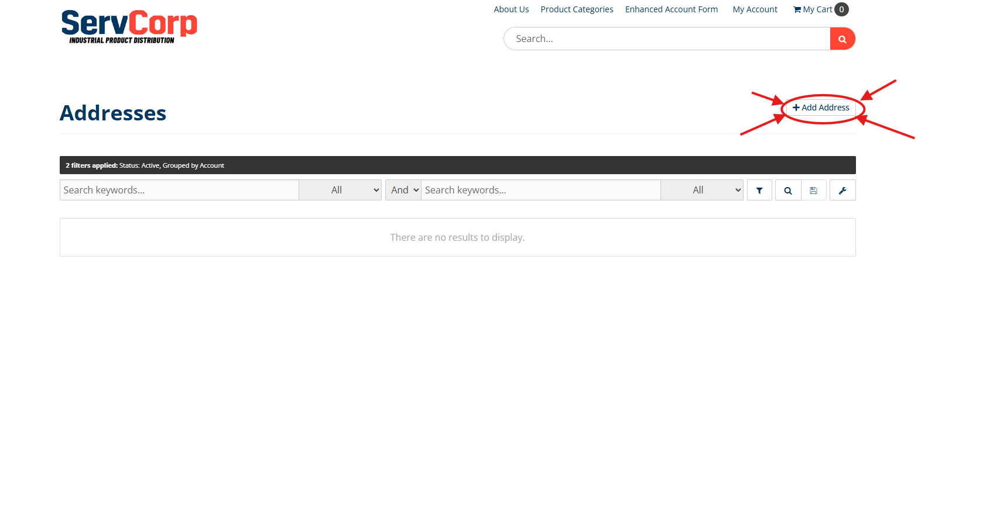 ServCorp
INDUSTRIAL PRODUCT DISTRIBUTION
About Us Product Categories Enhanced Account Form My Account My Cart 0
Search...
Addresses
Add Address
2 filters applied: Status: Active, Grouped by Account
Search keywords... All And Search keywords... All
There are no results to display.